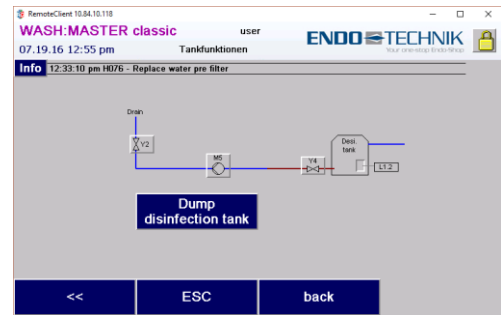 RemoteClient 10.84.10.118
WASH:MASTER classic
user
ENDO TECHNIK
Your one-stop Endo-Shop
07.19.16 12:55 pm
Tankfunktionen
Info 12:33:10 pm H076 - Replace water pre filter
Drain
Y2
M5
Y4
Desi.
tank
L1.2
Dump
disinfection tank
<<
ESC
back